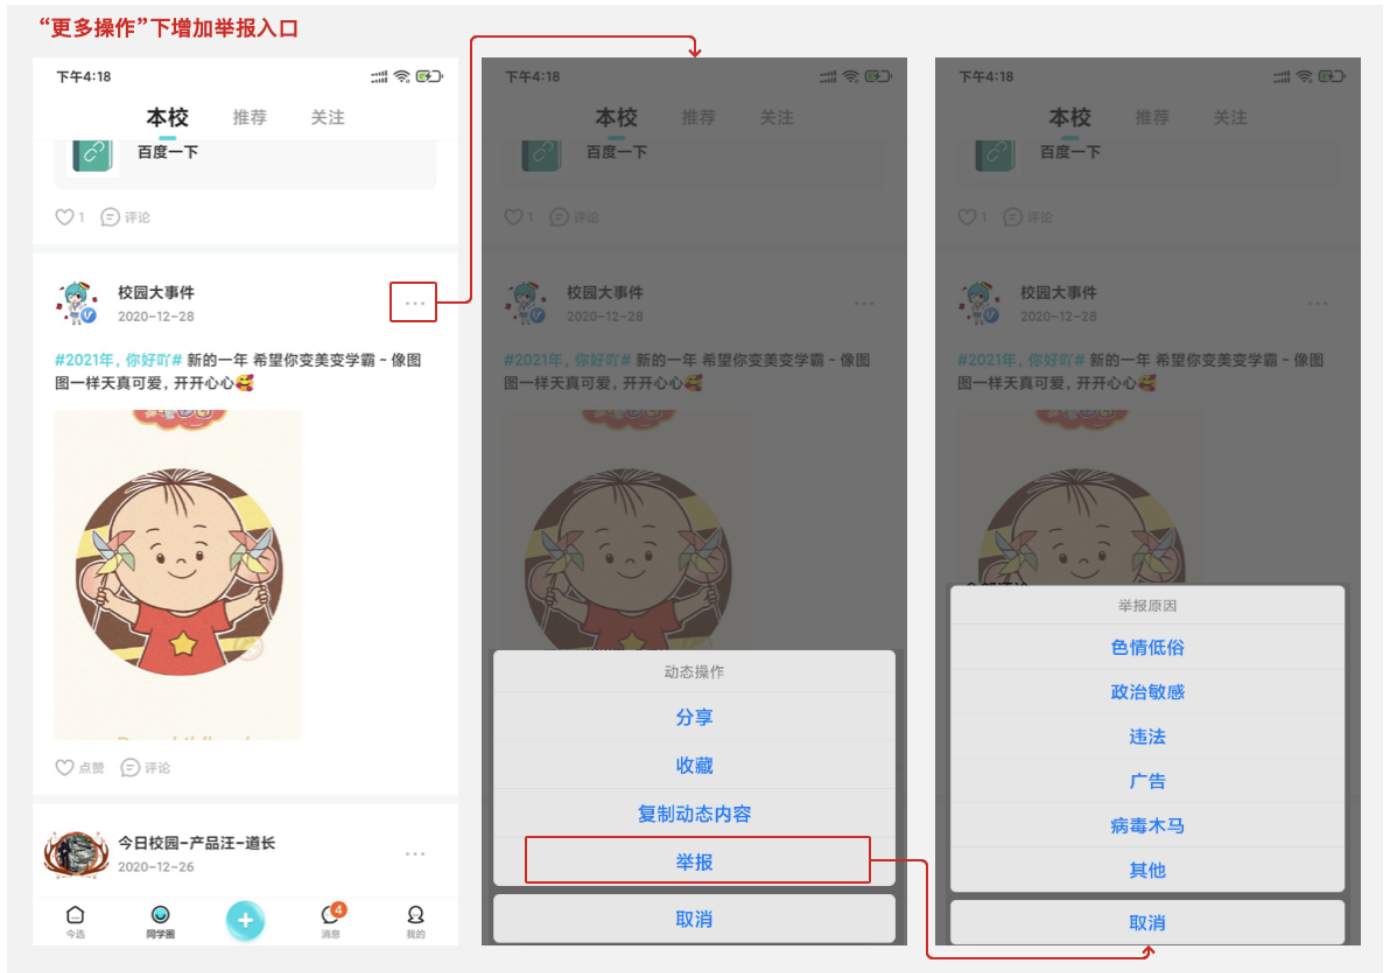 “更多操作”下增加举报入口
下午4:18
本校 推荐 关注
百度一下
1 评论
校园大事件
2020-12-28
#2021年，你好吖# 新的一年 希望你变美变学霸～像图
图一样天真可爱，开开心心
点赞 评论
今日校园-产品汪-道长
2020-12-26
今选 同学圈 消息 4 我的
下午4:18
本校 推荐 关注
百度一下
1 评论
校园大事件
2020-12-28
#2021年，你好吖# 新的一年 希望你变美变学霸～像图
图一样天真可爱，开开心心
动态操作
分享
收藏
复制动态内容
举报
取消
下午4:18
本校 推荐 关注
百度一下
1 评论
校园大事件
2020-12-28
#2021年，你好吖# 新的一年 希望你变美变学霸～像图
图一样天真可爱，开开心心
举报原因
色情低俗
政治敏感
违法
广告
病毒木马
其他
取消